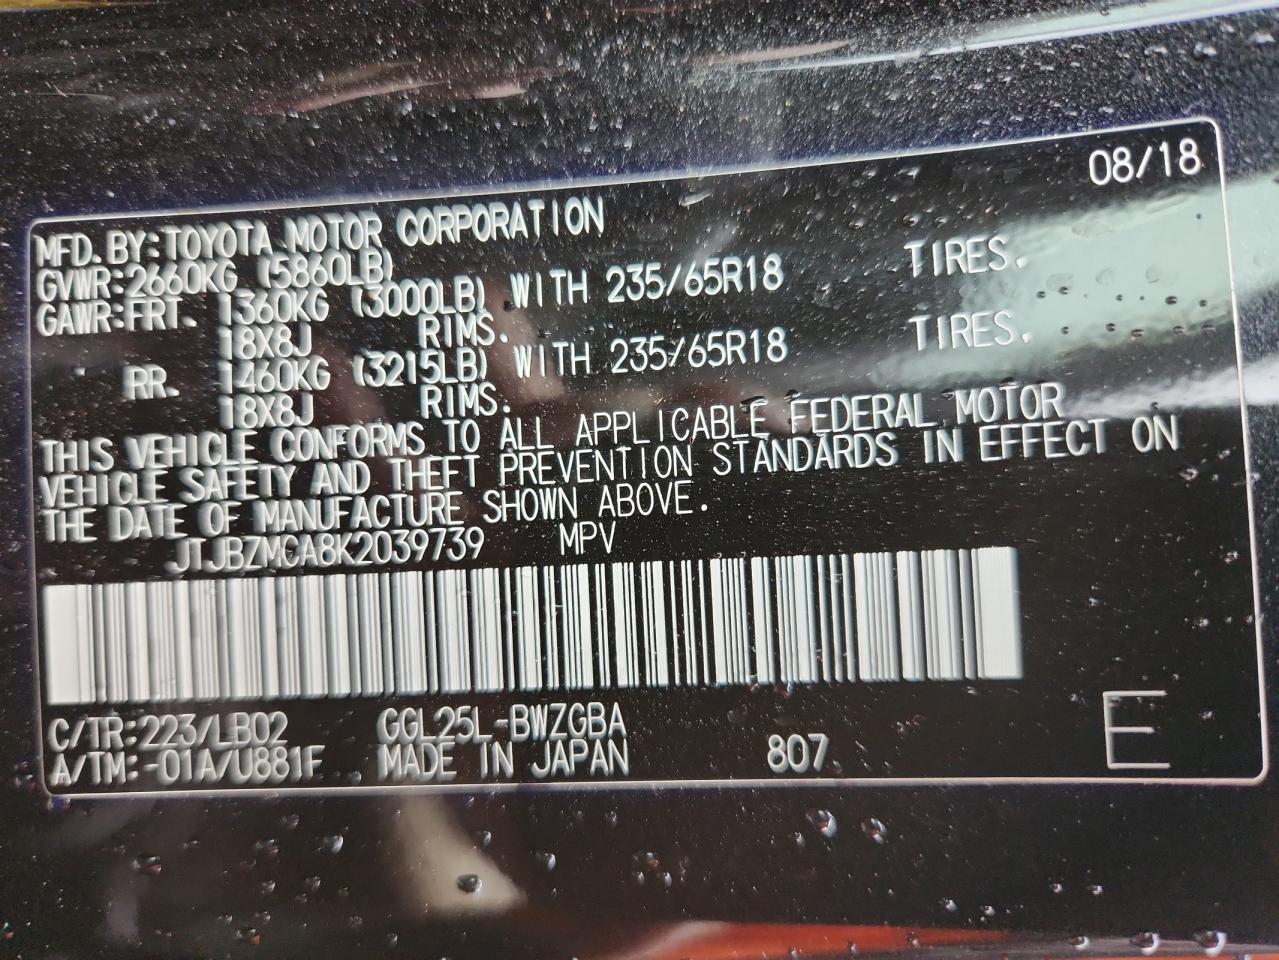 08/18
MFD. BY: TOYOTA MOTOR CORPORATION
GVWR: 2660KG (5860LB)
GAWR: FRT. 1360KG (3000LB) WITH 235/65R18 TIRES.
18X8J RIMS.
RR. 1460KG (3215LB) WITH 235/65R18 TIRES.
18X8J RIMS.
THIS VEHICLE CONFORMS TO ALL APPLICABLE FEDERAL MOTOR
VEHICLE SAFETY AND THEFT PREVENTION STANDARDS IN EFFECT ON
THE DATE OF MANUFACTURE SHOWN ABOVE.
JTJBZMCA8K2039739 MPV
C/TR: 223/LB02 GGL25L-BWZGBA
A/TM: -01A/U881F MADE IN JAPAN 807
E